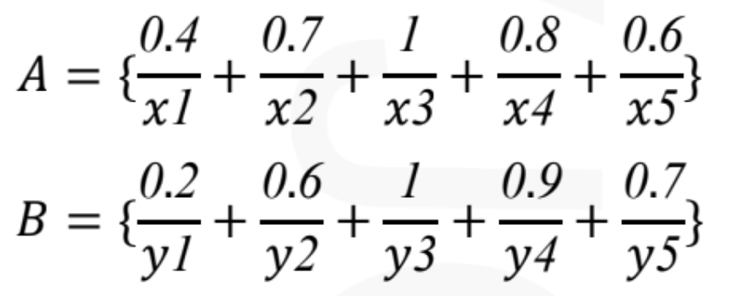 A = {0.4/x1 + 0.7/x2 + 1/x3 + 0.8/x4 + 0.6/x5}
B = {0.2/y1 + 0.6/y2 + 1/y3 + 0.9/y4 + 0.7/y5}